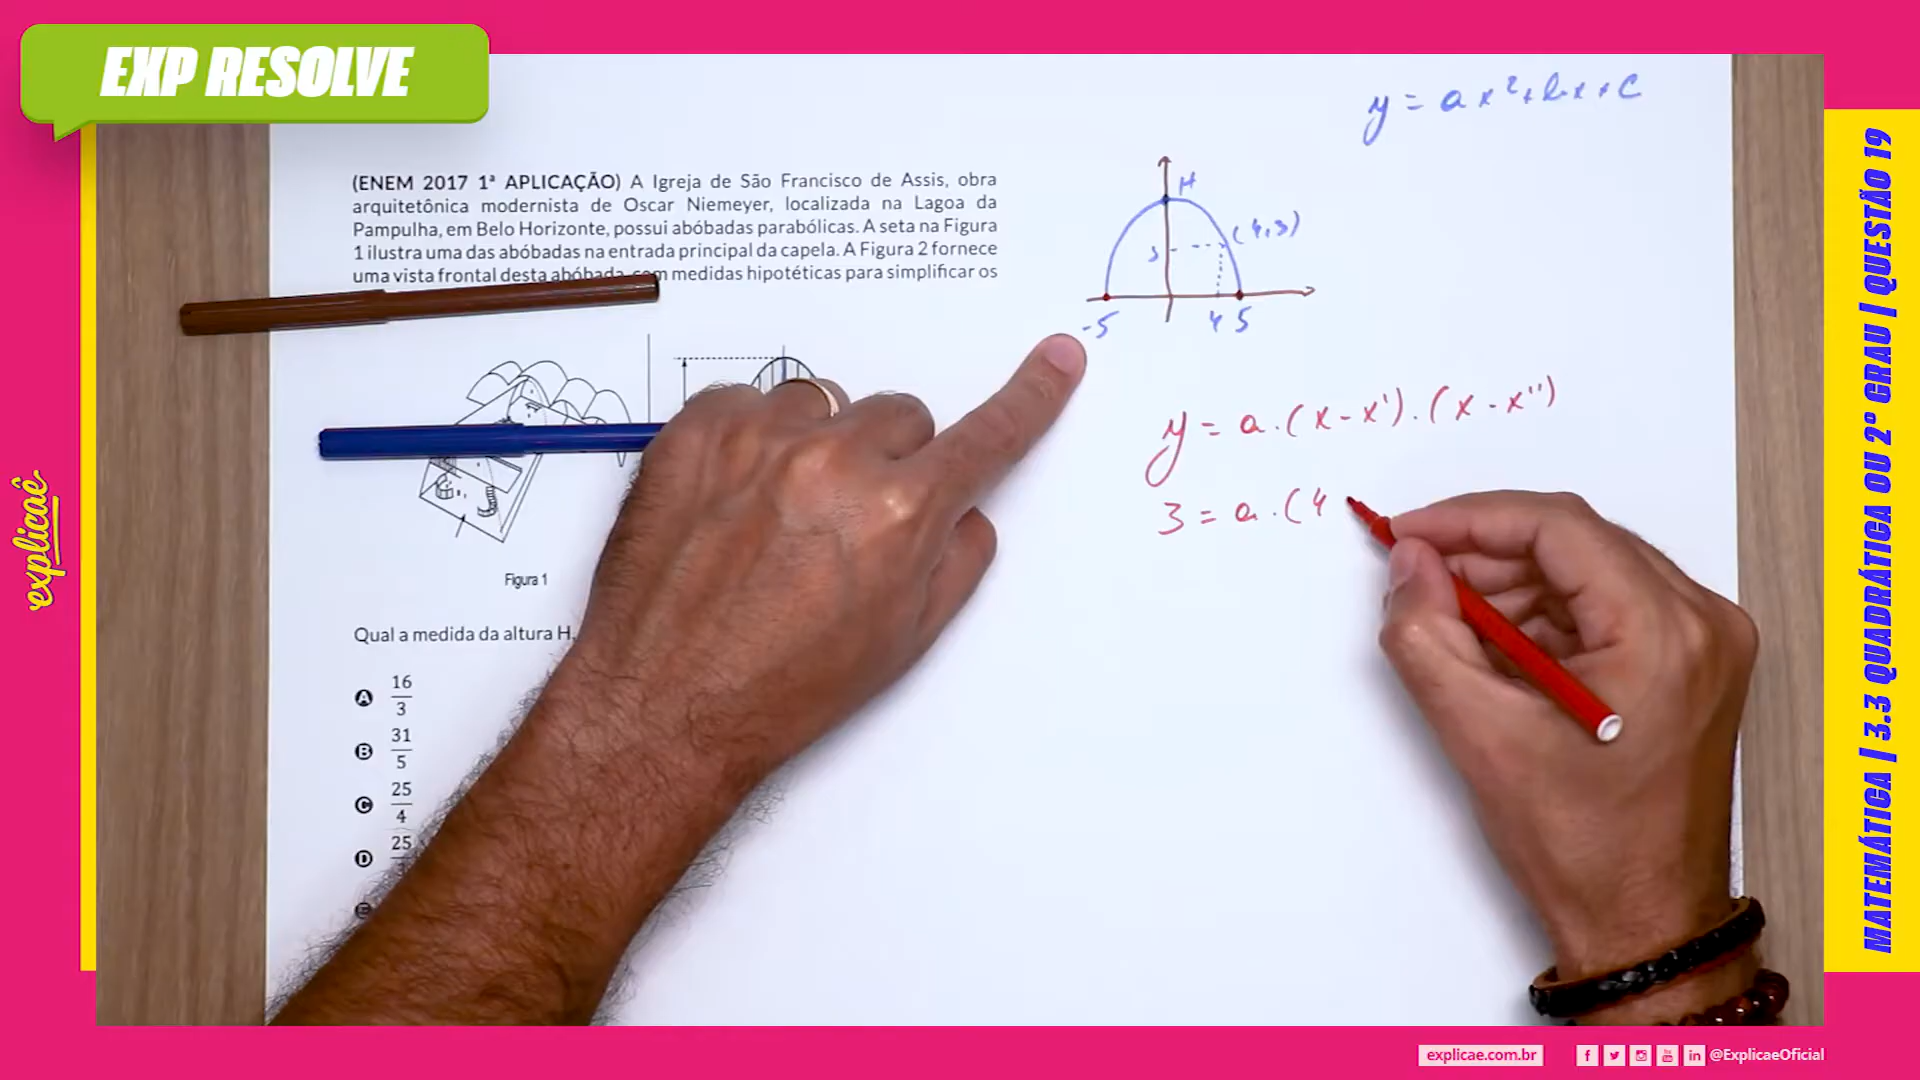 EXP RESOLVE
y = ax² + bx + c
(ENEM 2017 1ª APLICAÇÃO) A Igreja de São Francisco de Assis, obra
arquitetônica modernista de Oscar Niemeyer, localizada na Lagoa da
Pampulha, em Belo Horizonte, possui abóbadas parabólicas. A seta na Figura
1 ilustra uma das abóbadas na entrada principal da capela. A Figura 2 fornece
uma vista frontal desta abóbada, com medidas hipotéticas para simplificar os
H
(4,3)
3
-5 4 5
y = a.(x - x').(x - x'')
3 = a.(4
Figura 1
Qual a medida da altura H,
A 16/3
B 31/5
C 25/4
D 25
E
explicaê
MATEMÁTICA | 3.3 QUADRÁTICA OU 2º GRAU | QUESTÃO 19
explicae.com.br
@ExplicaeOficial